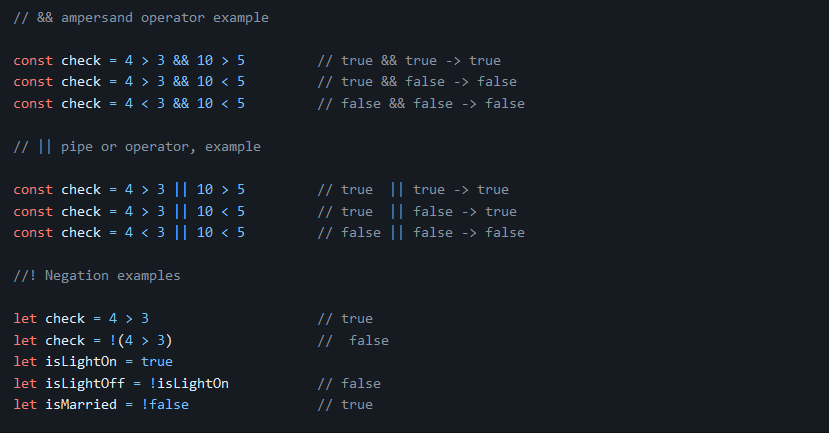 // && ampersand operator example
const check = 4 > 3 && 10 > 5         // true && true -> true
const check = 4 > 3 && 10 < 5         // true && false -> false
const check = 4 < 3 && 10 < 5         // false && false -> false
// || pipe or operator, example
const check = 4 > 3 || 10 > 5         // true  || true -> true
const check = 4 > 3 || 10 < 5         // true  || false -> true
const check = 4 < 3 || 10 < 5         // false || false -> false
//! Negation examples
let check = 4 > 3                     // true
let check = !(4 > 3)                  //  false
let isLightOn = true
let isLightOff = !isLightOn           // false
let isMarried = !false                // true